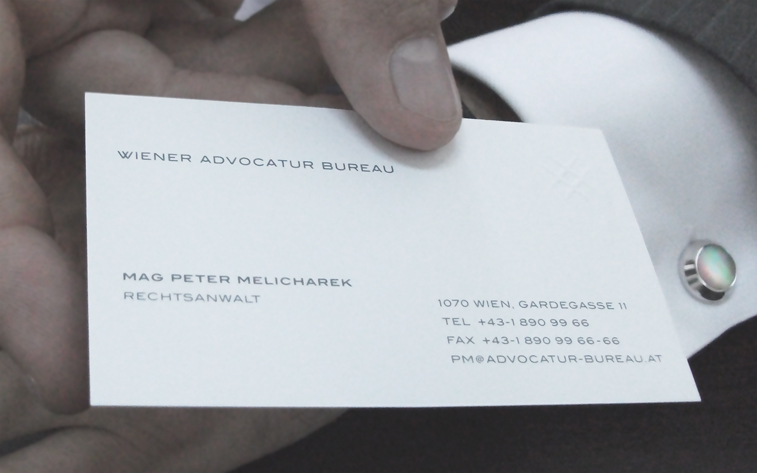 WIENER ADVOCATUR BUREAU
MAG PETER MELICHAREK
RECHTSANWALT
1070 WIEN, GARDEGASSE 11
TEL +43-1 890 99 66
FAX +43-1 890 99 66-66
PM@ADVOCATUR-BUREAU.AT